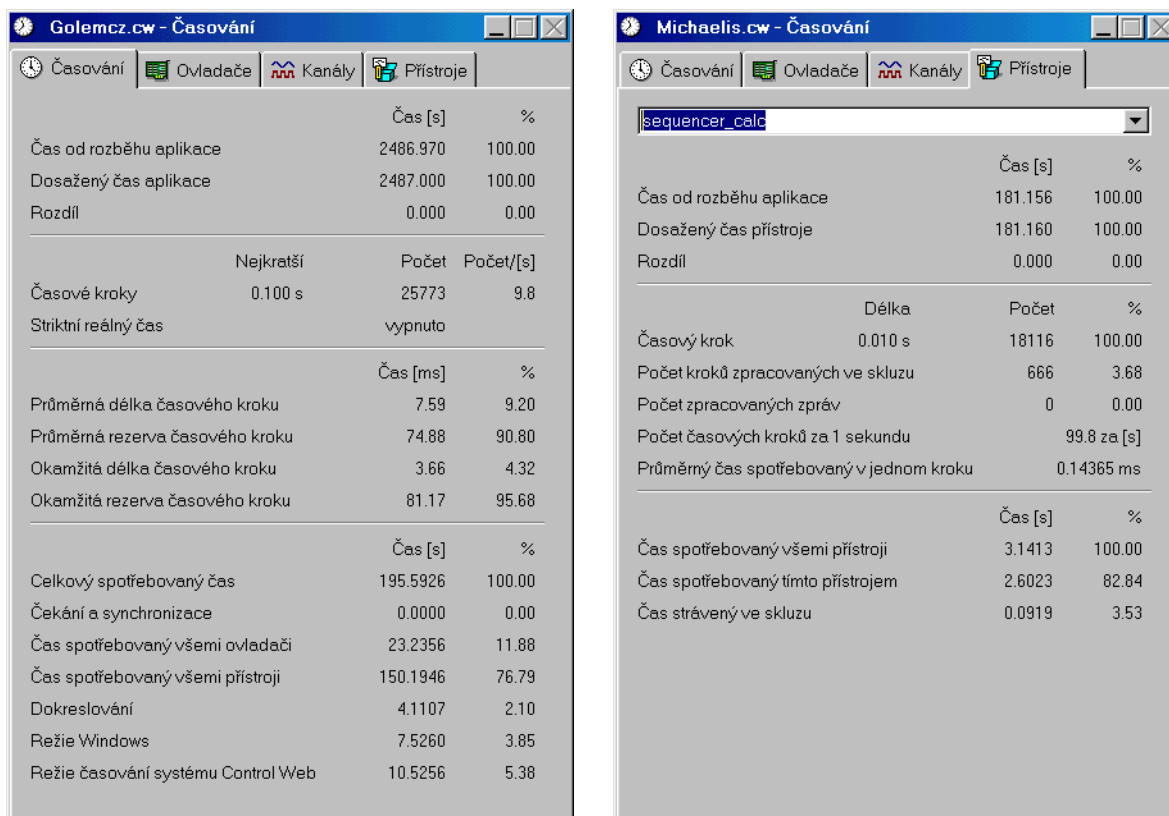 Golemcz.cw - Časování
Časování Ovladače Kanály Přístroje
Čas [s] %
Čas od rozběhu aplikace 2486.970 100.00
Dosažený čas aplikace 2487.000 100.00
Rozdíl 0.000 0.00
Nejkratší Počet Počet/[s]
Časové kroky 0.100 s 25773 9.8
Striktní reálný čas vypnuto
Čas [ms] %
Průměrná délka časového kroku 7.59 9.20
Průměrná rezerva časového kroku 74.88 90.80
Okamžitá délka časového kroku 3.66 4.32
Okamžitá rezerva časového kroku 81.17 95.68
Čas [s] %
Celkový spotřebovaný čas 195.5926 100.00
Čekání a synchronizace 0.0000 0.00
Čas spotřebovaný všemi ovladači 23.2356 11.88
Čas spotřebovaný všemi přístroji 150.1946 76.79
Dokreslování 4.1107 2.10
Režie Windows 7.5260 3.85
Režie časování systému Control Web 10.5256 5.38
Michaelis.cw - Časování
Časování Ovladače Kanály Přístroje
sequencer_calc
Čas [s] %
Čas od rozběhu aplikace 181.156 100.00
Dosažený čas přístroje 181.160 100.00
Rozdíl 0.000 0.00
Délka Počet %
Časový krok 0.010 s 18116 100.00
Počet kroků zpracovaných ve skluzu 666 3.68
Počet zpracovaných zpráv 0 0.00
Počet časových kroků za 1 sekundu 99.8 za [s]
Průměrný čas spotřebovaný v jednom kroku 0.14365 ms
Čas [s] %
Čas spotřebovaný všemi přístroji 3.1413 100.00
Čas spotřebovaný tímto přístrojem 2.6023 82.84
Čas strávený ve skluzu 0.0919 3.53